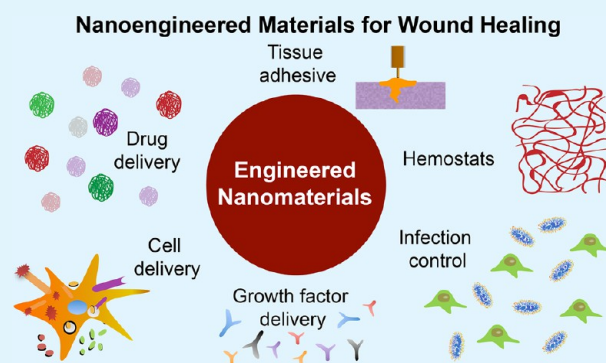 Nanoengineered Materials for Wound Healing
Tissue
adhesive
Drug
delivery
Engineered
Nanomaterials
Hemostats
Cell
delivery
Infection
control
Growth factor
delivery